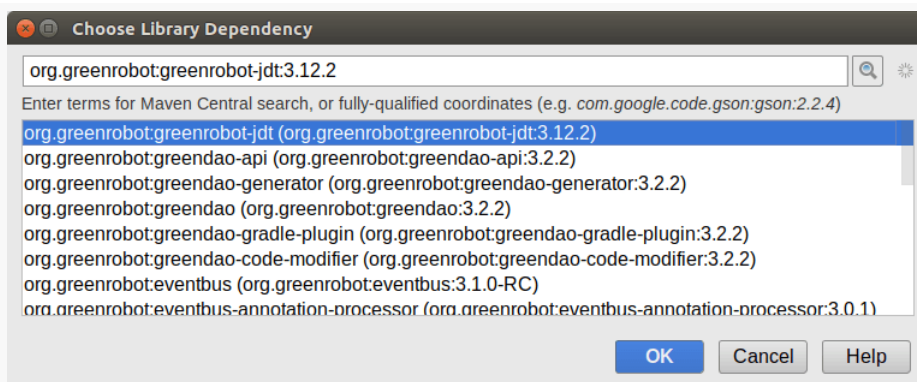 Choose Library Dependency
org.greenrobot:greenrobot-jdt:3.12.2
Enter terms for Maven Central search, or fully-qualified coordinates (e.g. com.google.code.gson:gson:2.2.4)
org.greenrobot:greenrobot-jdt (org.greenrobot:greenrobot-jdt:3.12.2)
org.greenrobot:greendao-api (org.greenrobot:greendao-api:3.2.2)
org.greenrobot:greendao-generator (org.greenrobot:greendao-generator:3.2.2)
org.greenrobot:greendao (org.greenrobot:greendao:3.2.2)
org.greenrobot:greendao-gradle-plugin (org.greenrobot:greendao-gradle-plugin:3.2.2)
org.greenrobot:greendao-code-modifier (org.greenrobot:greendao-code-modifier:3.2.2)
org.greenrobot:eventbus (org.greenrobot:eventbus:3.1.0-RC)
org.greenrobot:eventbus-annotation-processor (org.greenrobot:eventbus-annotation-processor:3.0.1)
OK Cancel Help